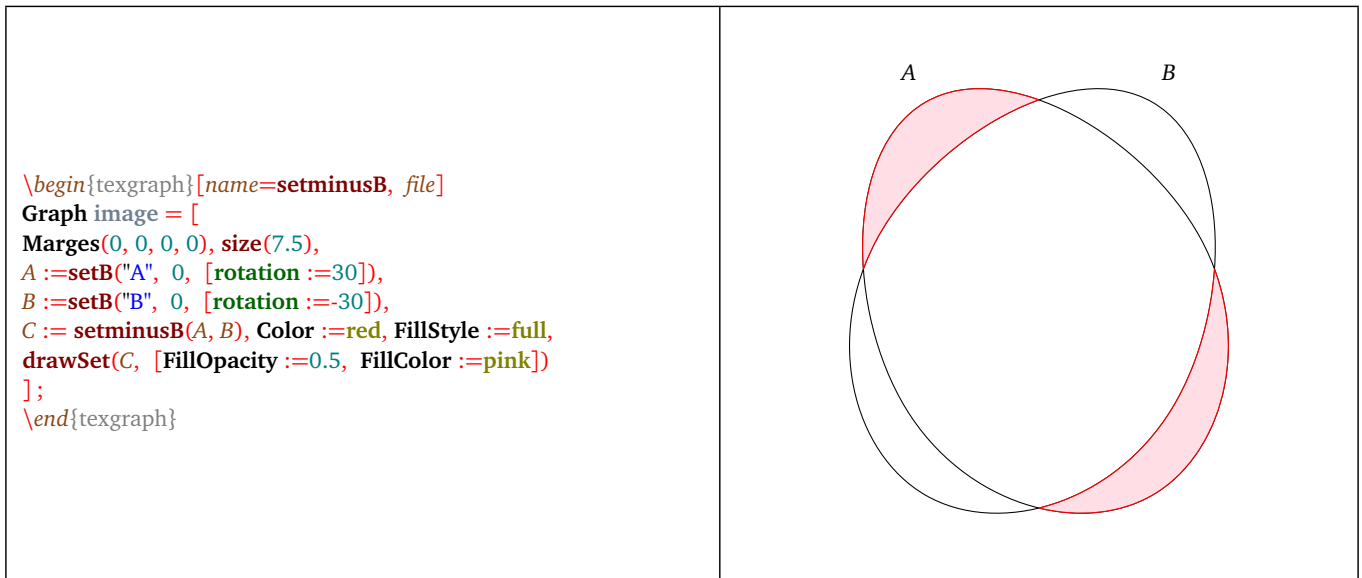 \begin{texgraph}[name=setminusB, file]
Graph image = [
Marges(0, 0, 0, 0), size(7.5),
A :=setB("A", 0, [rotation :=30]),
B :=setB("B", 0, [rotation :=-30]),
C := setminusB(A, B), Color :=red, FillStyle :=full,
drawSet(C, [FillOpacity :=0.5, FillColor :=pink])
] ;
\end{texgraph}
A
B